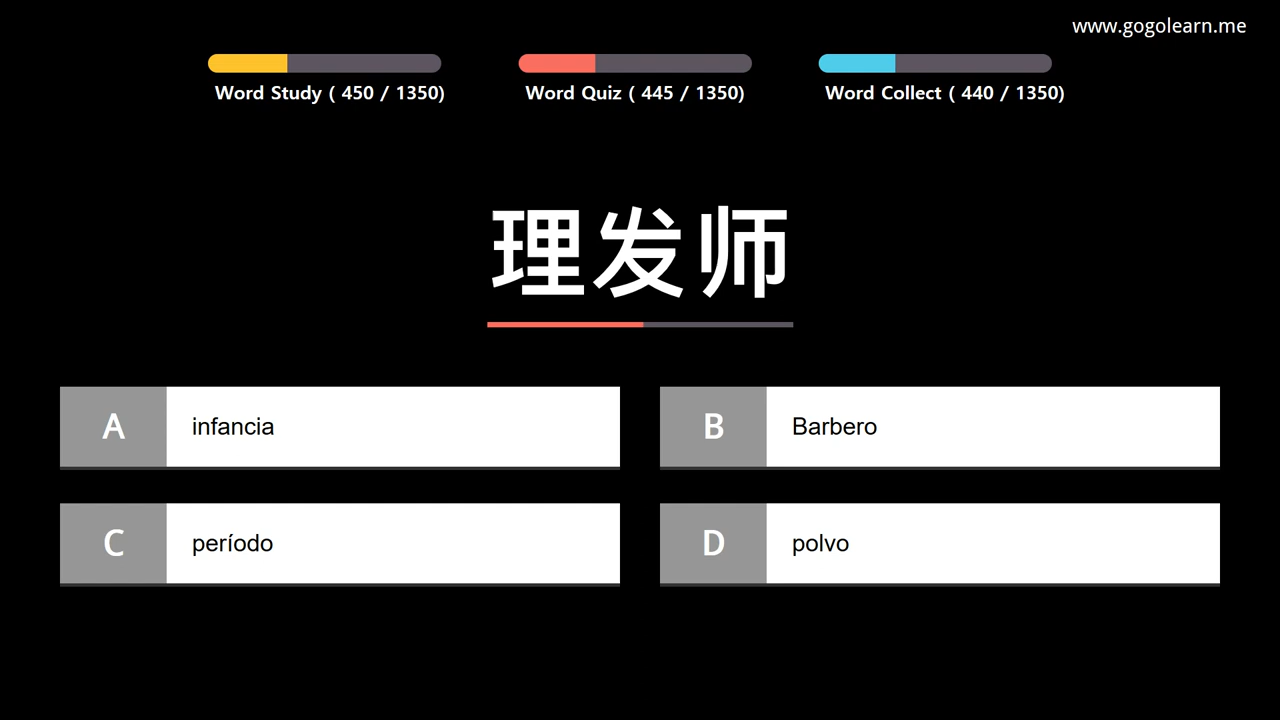 www.gogolearn.me
Word Study ( 450 / 1350)
Word Quiz ( 445 / 1350)
Word Collect ( 440 / 1350)
理发师
A infancia
B Barbero
C período
D polvo